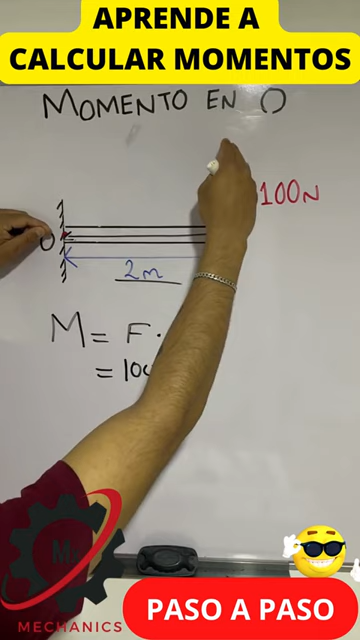 APRENDE A
CALCULAR MOMENTOS
MOMENTO EN O
100N
O
2m
M = F ·
= 10
MECHANICS
PASO A PASO